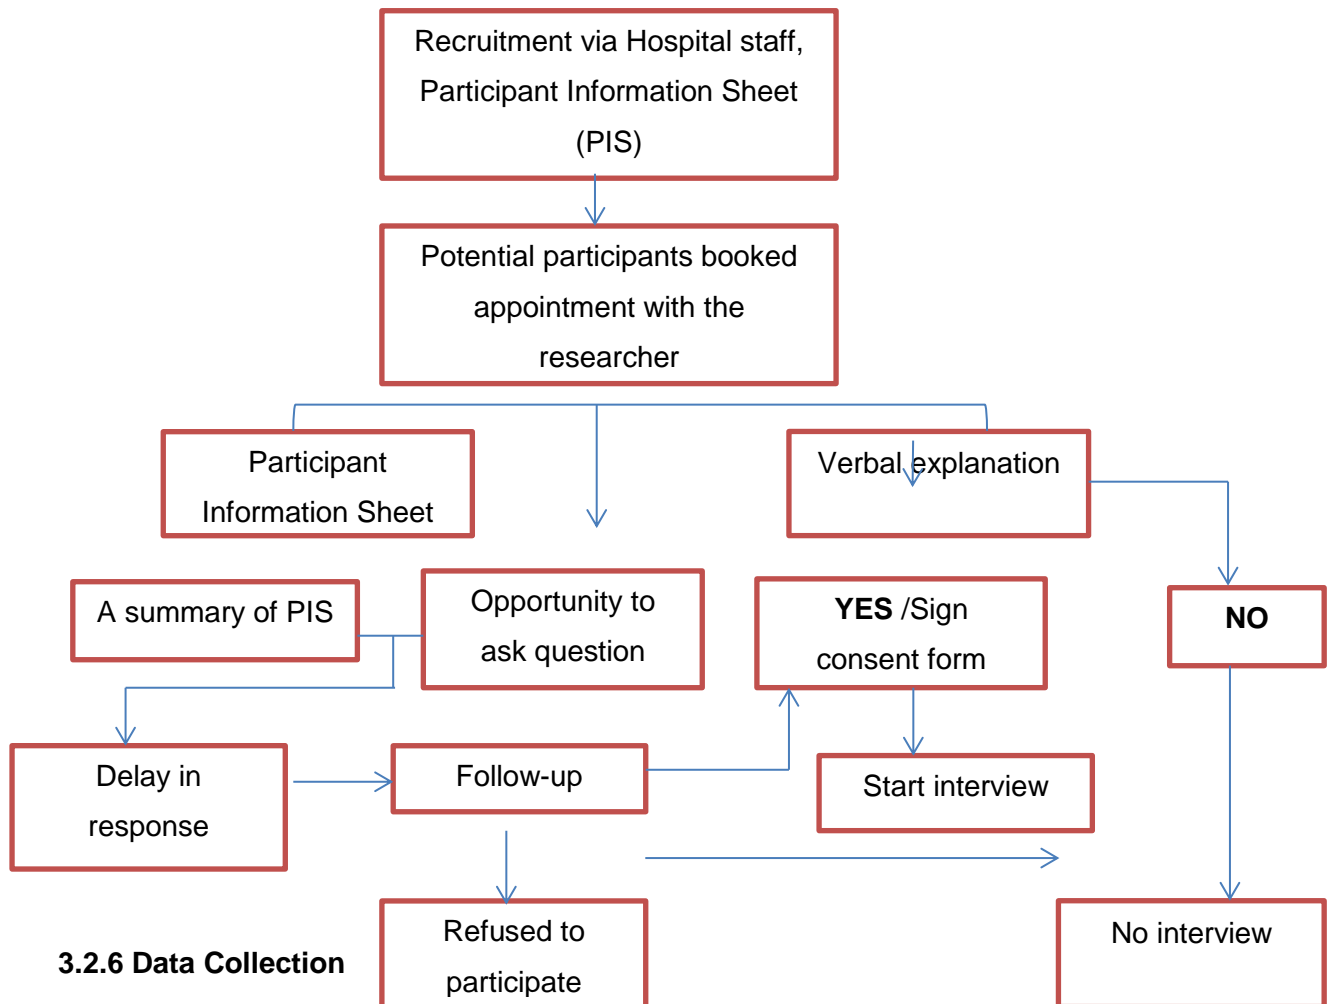 Recruitment via Hospital staff,
Participant Information Sheet
(PIS)
Potential participants booked
appointment with the
researcher
Participant
Information Sheet
Verbal explanation
A summary of PIS
Opportunity to
ask question
YES /Sign
consent form
NO
Delay in
response
Follow-up
Start interview
Refused to
participate
No interview
3.2.6 Data Collection